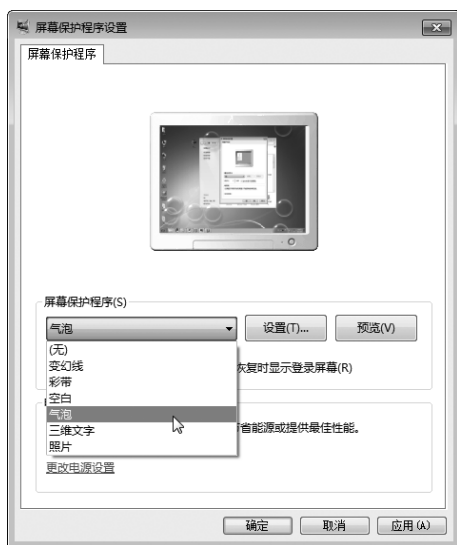 屏幕保护程序设置
屏幕保护程序
屏幕保护程序(S)
气泡
设置(T)...
预览(V)
(无)
变幻线
恢复时显示登录屏幕(R)
彩带
空白
气泡
三维文字
省能源或提供最佳性能。
照片
更改电源设置
确定
取消
应用(A)